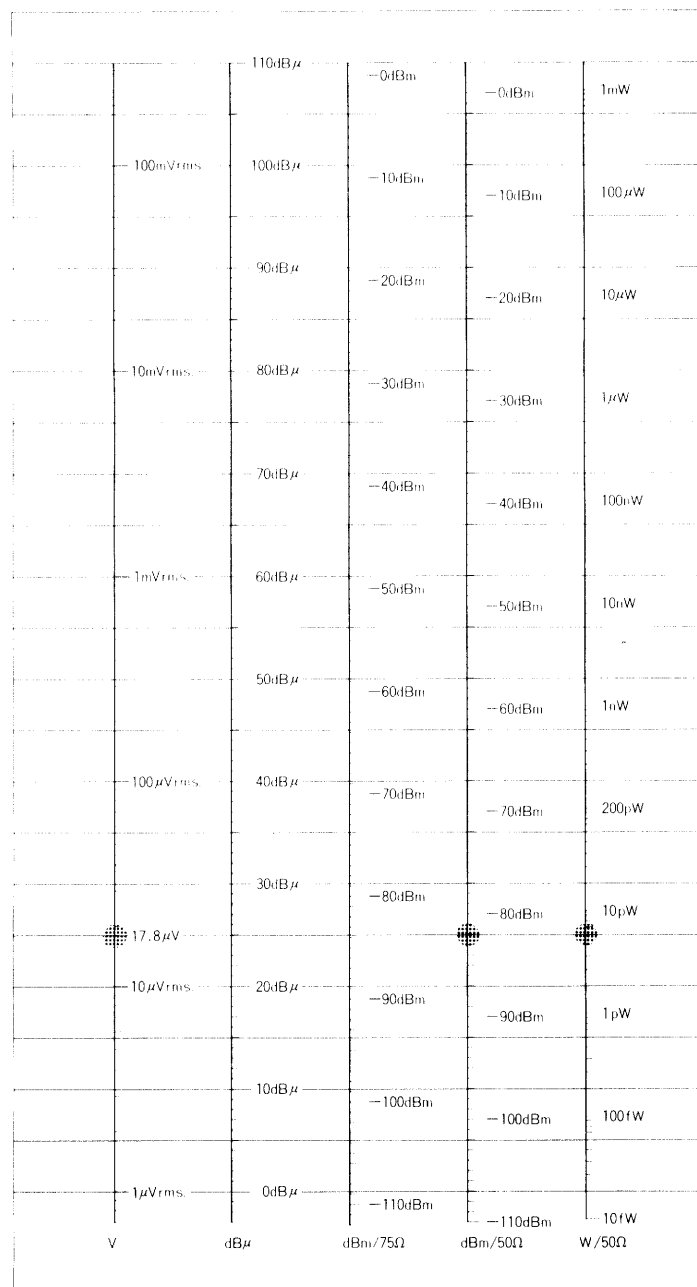 110dBμ
−0dBm
−0dBm 1mW
100mVrms. 100dBμ
−10dBm
−10dBm 100μW
90dBμ
−20dBm
−20dBm 10μW
10mVrms. 80dBμ
−30dBm
−30dBm 1μW
70dBμ
−40dBm
−40dBm 100nW
1mVrms. 60dBμ
−50dBm
−50dBm 10nW
50dBμ
−60dBm
−60dBm 1nW
100μVrms. 40dBμ
−70dBm
−70dBm 200pW
30dBμ
−80dBm
−80dBm 10pW
17.8μV
10μVrms. 20dBμ
−90dBm
−90dBm 1pW
10dBμ
−100dBm
−100dBm 100fW
1μVrms. 0dBμ
−110dBm
−110dBm 10fW
V dBμ dBm/75Ω dBm/50Ω W/50Ω